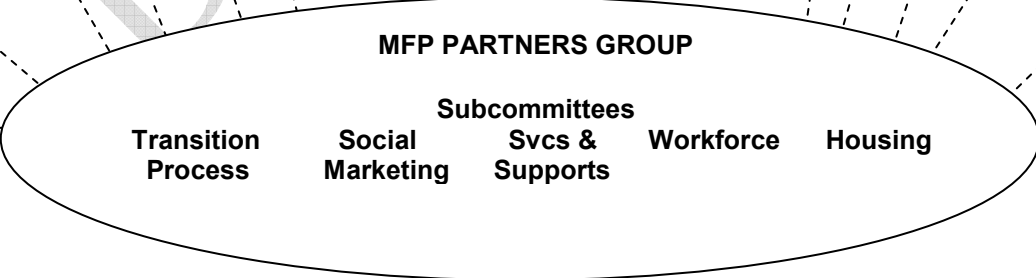 MFP PARTNERS GROUP
Subcommittees
Transition Social Svcs & Workforce Housing
Process Marketing Supports